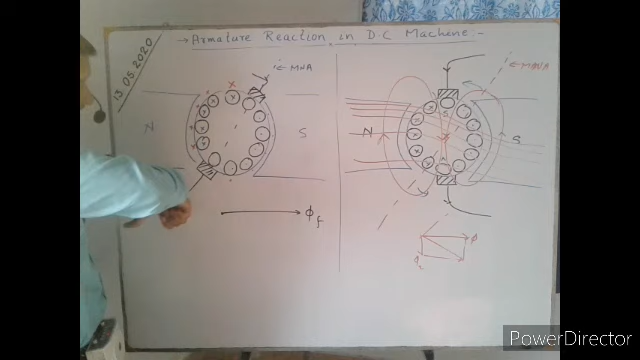 → Armature Reaction in D.C Machine :-
13.05.2020
← MNA
N
S
ϕf
← MNA
N
S
S
N
ϕ
PowerDirector